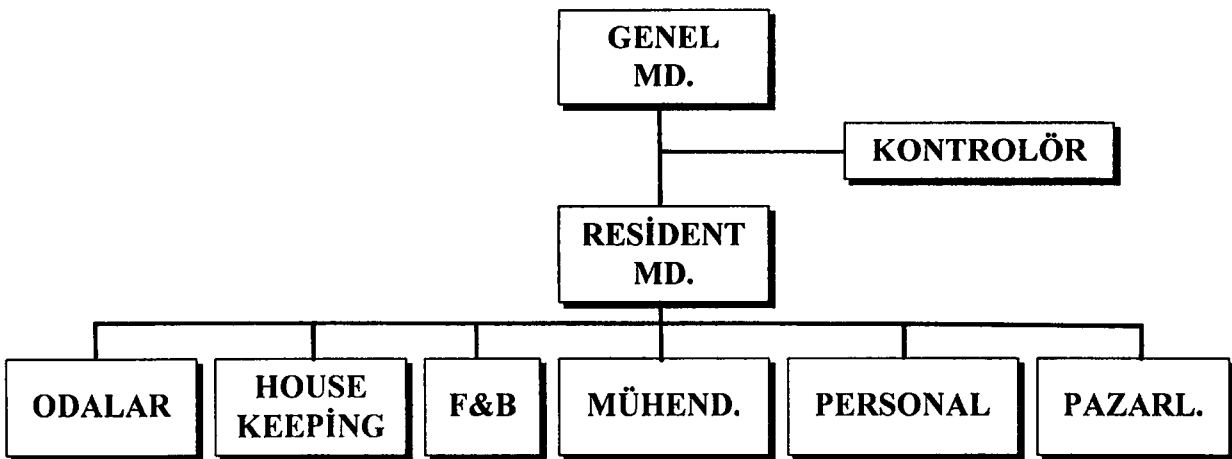 GENEL
MD.
KONTROLÖR
RESİDENT
MD.
ODALAR
HOUSE
KEEPİNG
F&B
MÜHEND.
PERSONAL
PAZARL.